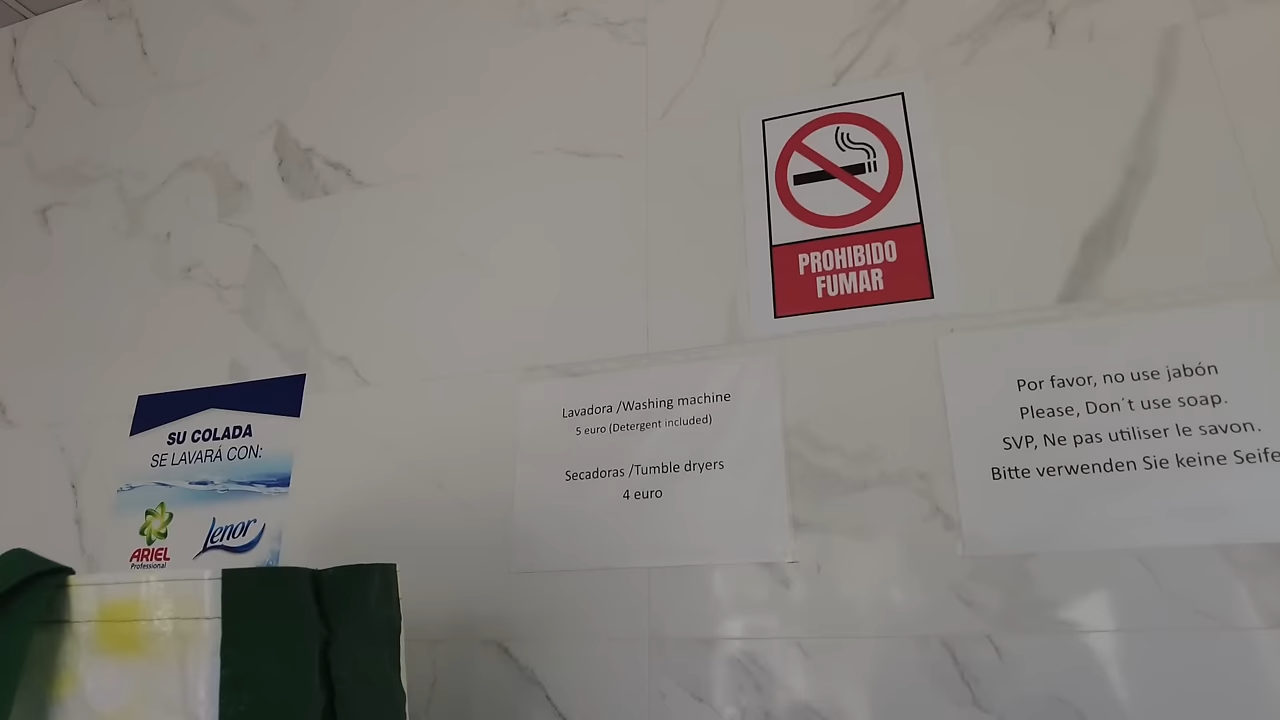 PROHIBIDO
FUMAR
SU COLADA
SE LAVARÁ CON:
ARIEL
Professional
Lenor
Lavadora /Washing machine
5 euro (Detergent included)
Secadoras /Tumble dryers
4 euro
Por favor, no use jabón
Please, Don´t use soap.
SVP, Ne pas utiliser le savon.
Bitte verwenden Sie keine Seife